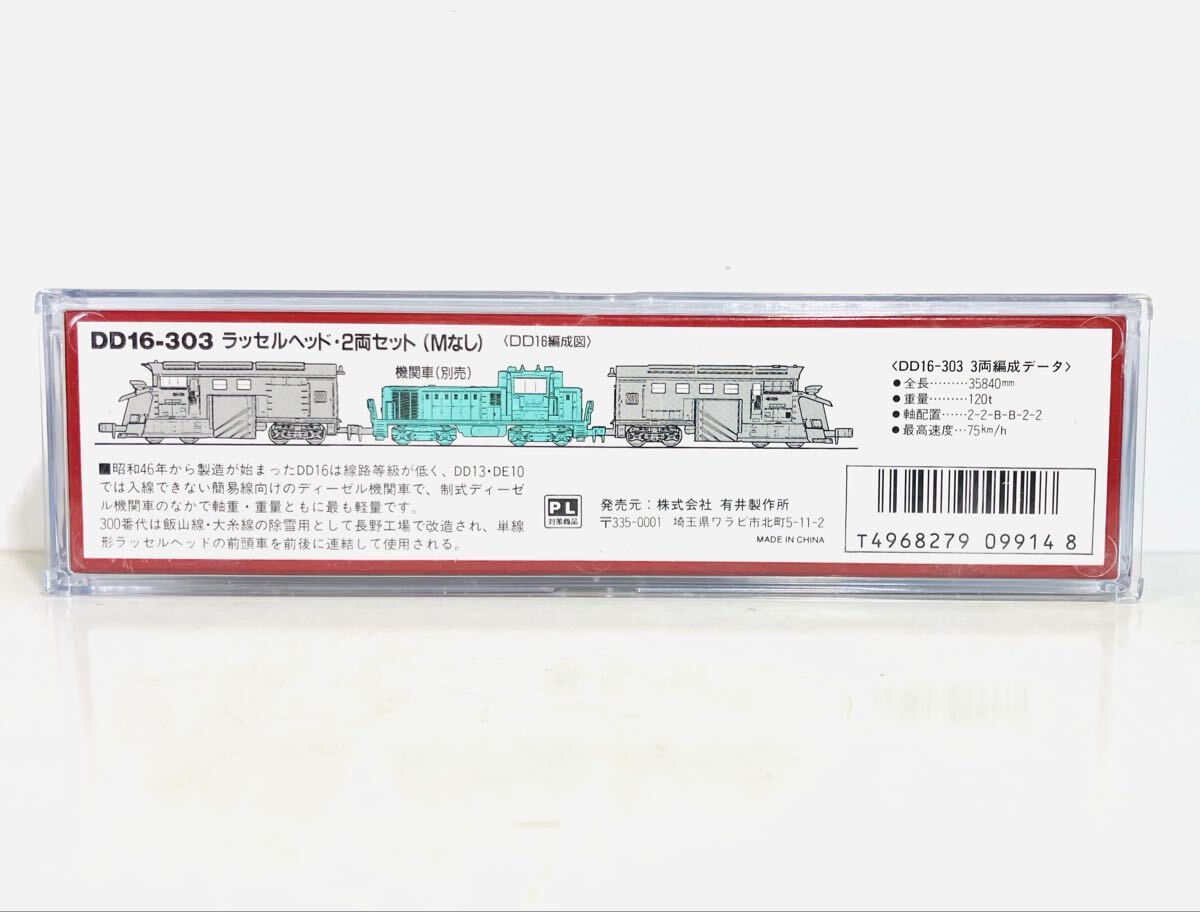 DD16-303 ラッセルヘッド・2両セット(Mなし) 〈DD16編成図〉
機関車(別売)
〈DD16-303 3両編成データ〉
●全長………35840mm
●重量………120t
●軸配置……2-2-B-B-2-2
●最高速度…75km/h
■昭和46年から製造が始まったDD16は線路等級が低く、DD13・DE10
では入線できない簡易線向けのディーゼル機関車で、制式ディーゼ
ル機関車のなかで軸重・重量ともに最も軽量です。
300番代は飯山線・大糸線の除雪用として長野工場で改造され、単線
形ラッセルヘッドの前頭車を前後に連結して使用される。
PL
対策商品
発売元：株式会社 有井製作所
〒335-0001 埼玉県ワラビ市北町5-11-2
MADE IN CHINA
T4968279 099148